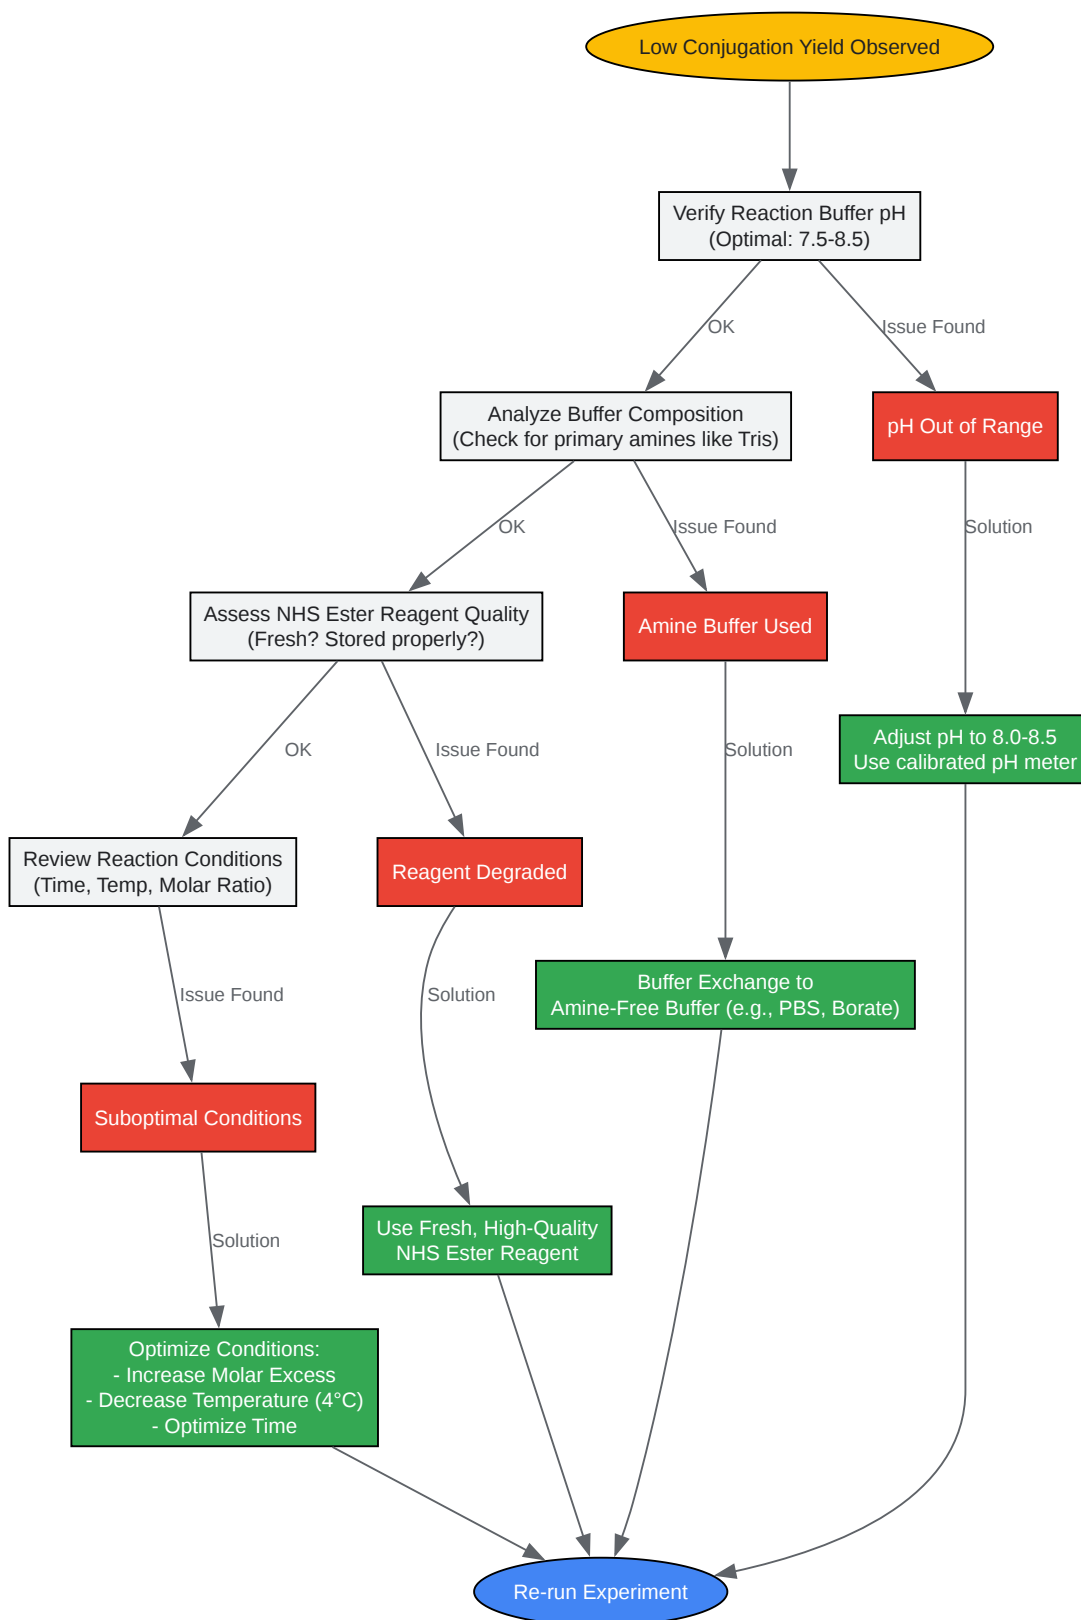 Low Conjugation Yield Observed
Verify Reaction Buffer pH
(Optimal: 7.5-8.5)
OK
Issue Found
Analyze Buffer Composition
(Check for primary amines like Tris)
pH Out of Range
OK
Issue Found
Solution
Assess NHS Ester Reagent Quality
(Fresh? Stored properly?)
Amine Buffer Used
Adjust pH to 8.0-8.5
Use calibrated pH meter
OK
Issue Found
Solution
Review Reaction Conditions
(Time, Temp, Molar Ratio)
Reagent Degraded
Buffer Exchange to
Amine-Free Buffer (e.g., PBS, Borate)
Issue Found
Solution
Suboptimal Conditions
Use Fresh, High-Quality
NHS Ester Reagent
Solution
Optimize Conditions:
- Increase Molar Excess
- Decrease Temperature (4°C)
- Optimize Time
Re-run Experiment